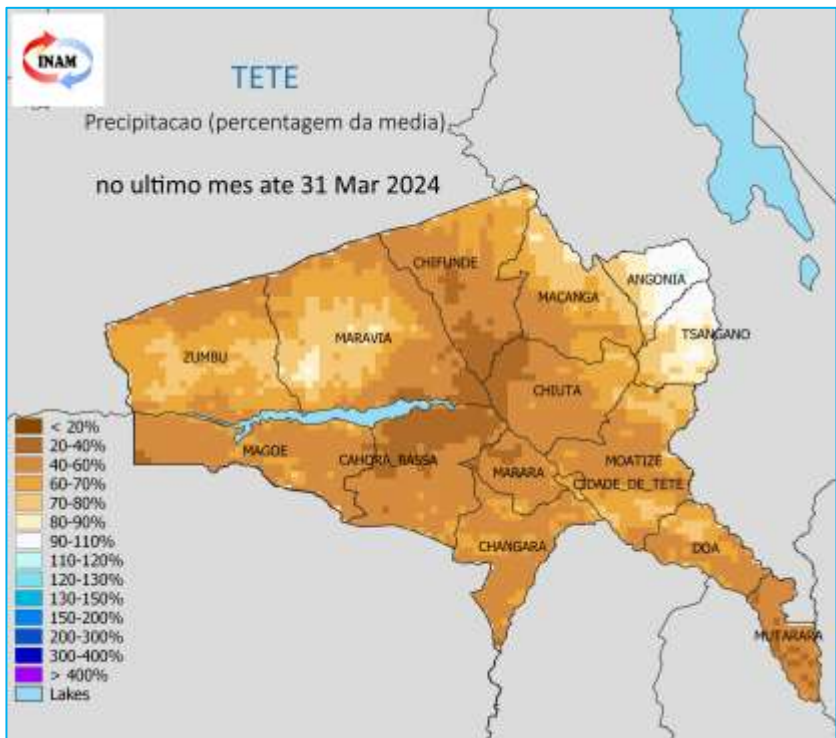 INAM
TETE
Precipitacao (percentagem da media)
no ultimo mes ate 31 Mar 2024
CHIFUNDE
ANGONIA
MACANGA
TSANGANO
MARAVIA
ZUMBU
CHIUTA
MAGOE
CAHORA_BASSA
MARARA
MOATIZE
CIDADE_DE_TETE
CHANGARA
DOA
MUTARARA
< 20%
20-40%
40-60%
60-70%
70-80%
80-90%
90-110%
110-120%
120-130%
130-150%
150-200%
200-300%
300-400%
> 400%
Lakes